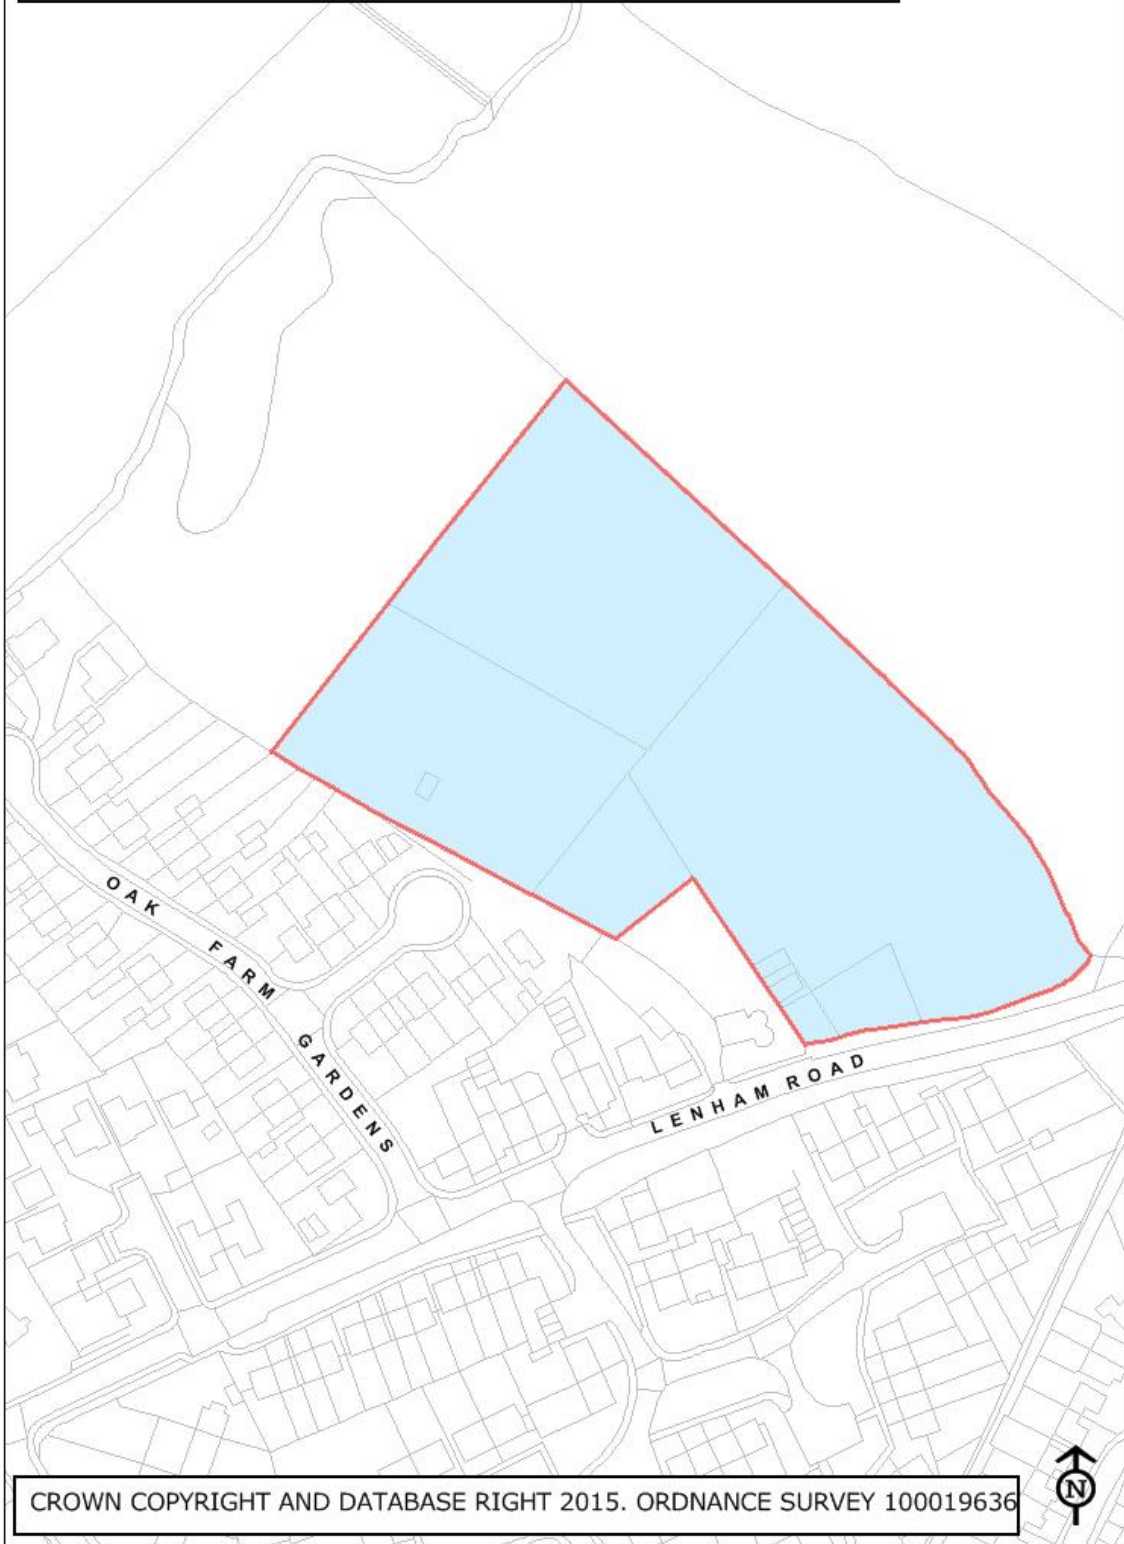 OAK FARM GARDENS
LENHAM ROAD
CROWN COPYRIGHT AND DATABASE RIGHT 2015. ORDNANCE SURVEY 100019636
N